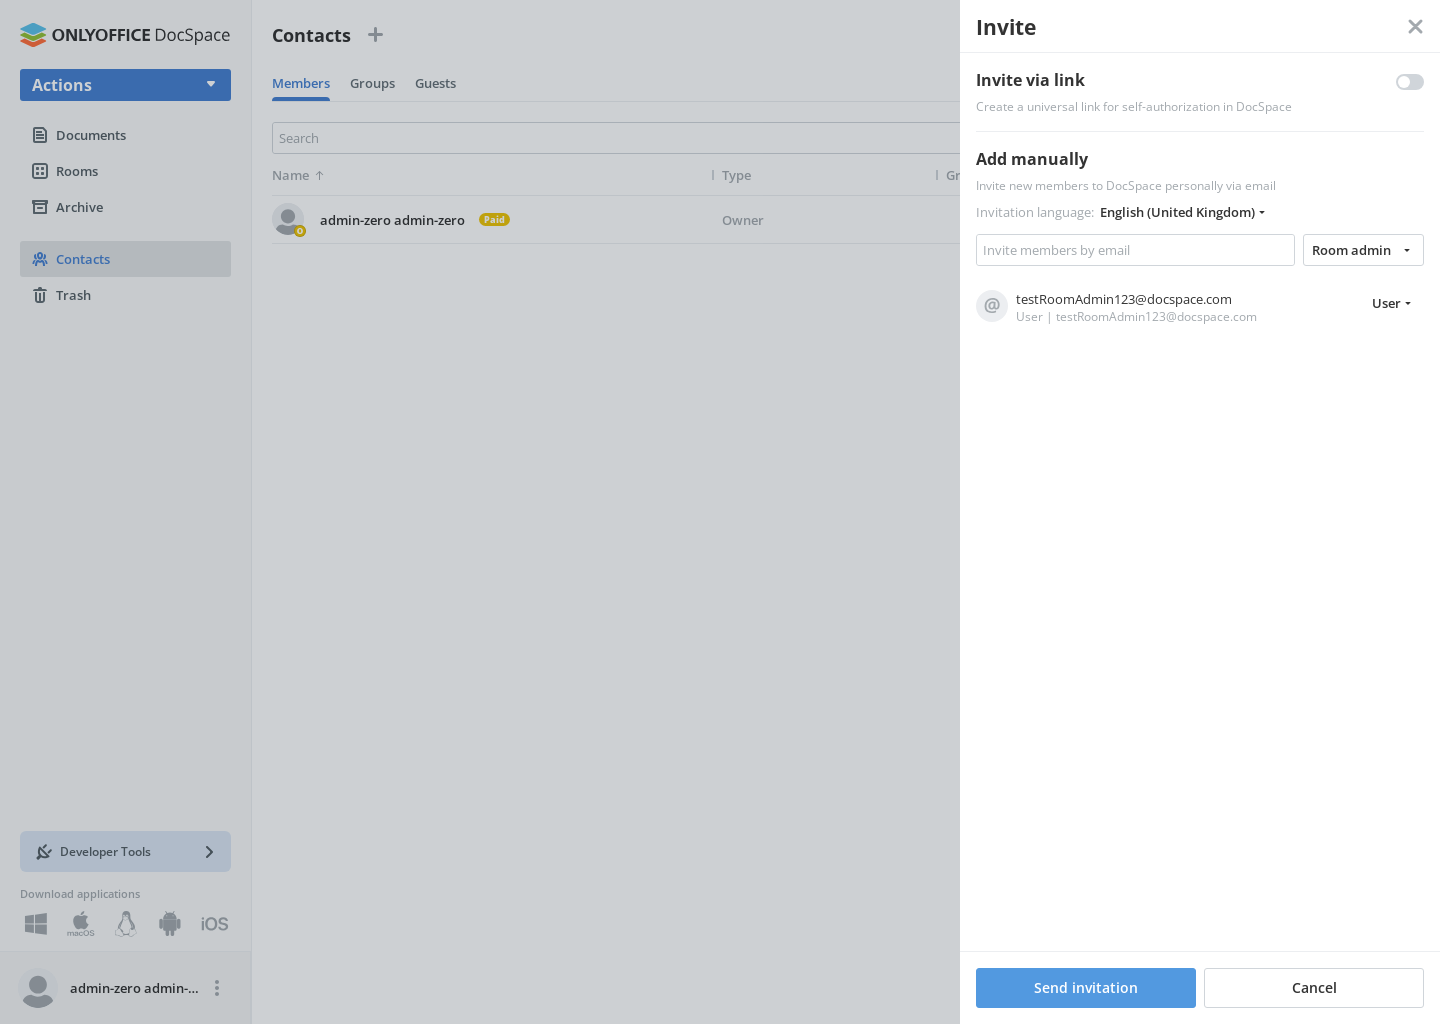 ONLYOFFICE DocSpace
Actions
Documents
Rooms
Archive
Contacts
Trash
Developer Tools
Download applications
macOS
iOS
admin-zero admin-...
Contacts
Members Groups Guests
Search
Name Type Gr
admin-zero admin-zero Paid Owner
Invite
Invite via link
Create a universal link for self-authorization in DocSpace
Add manually
Invite new members to DocSpace personally via email
Invitation language: English (United Kingdom)
Invite members by email Room admin
@
testRoomAdmin123@docspace.com User
User | testRoomAdmin123@docspace.com
Send invitation Cancel